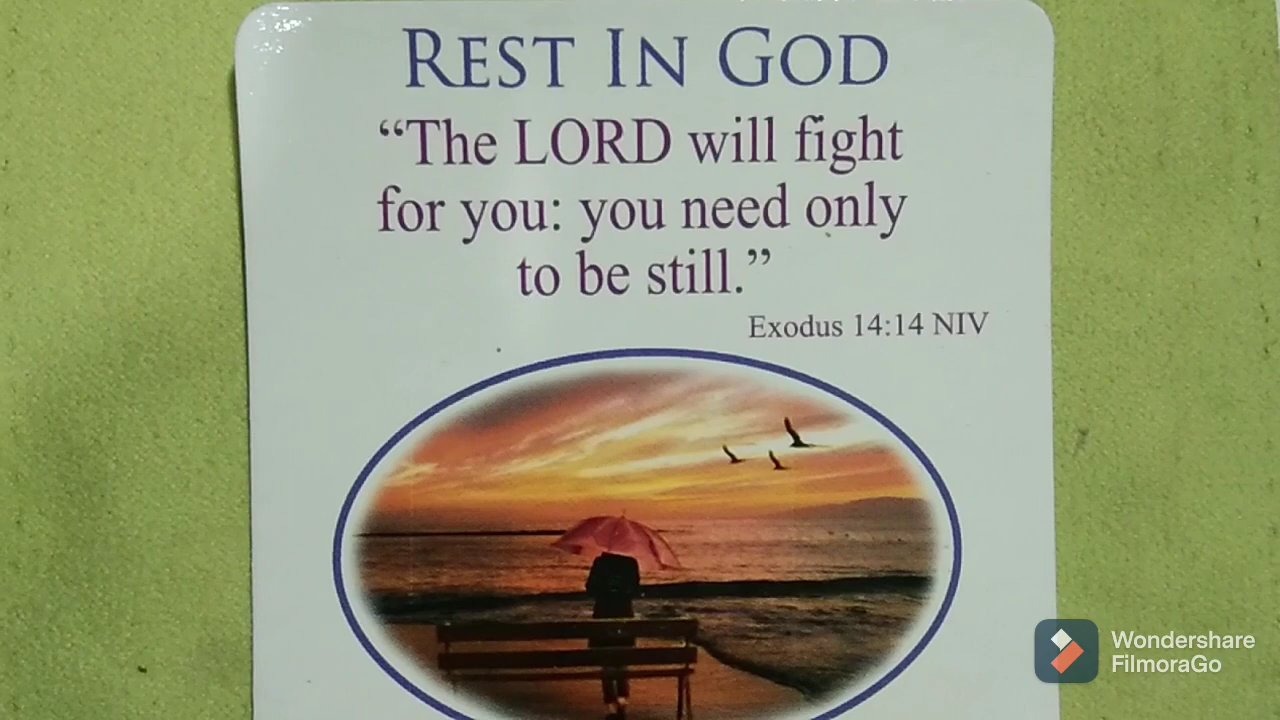 REST IN GOD
“The LORD will fight
for you: you need only
to be still.”
Exodus 14:14 NIV
Wondershare
FilmoraGo